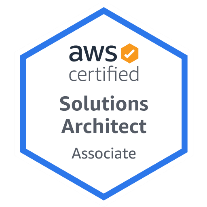 aws
certified
Solutions
Architect
Associate